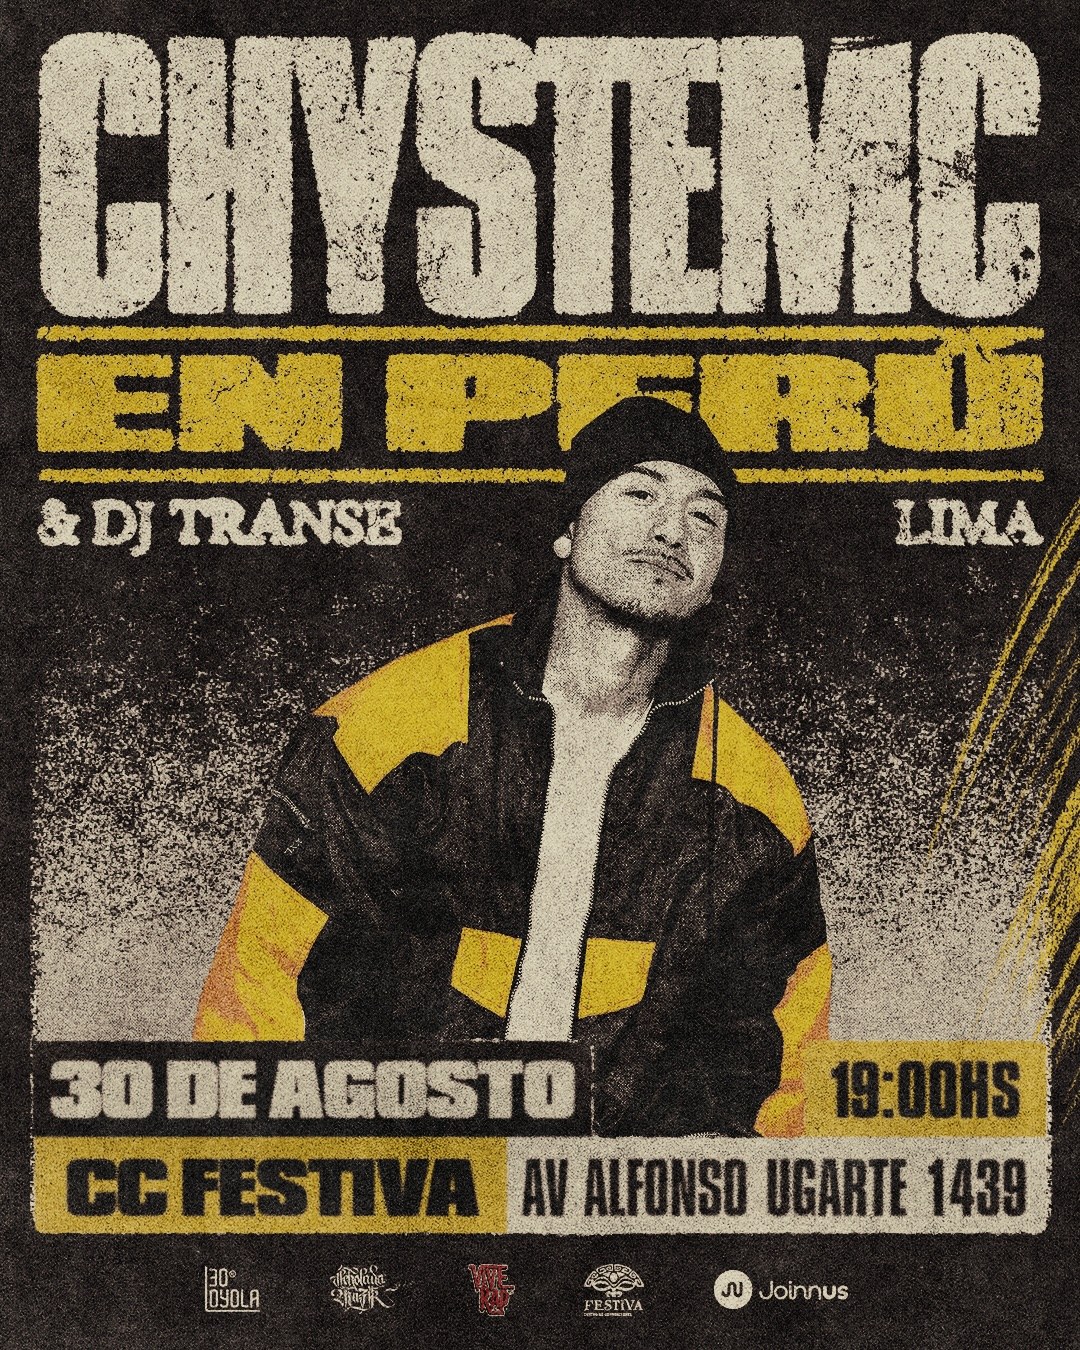 CHYSTEMC
EN PERÚ
& DJ TRANSE
LIMA
30 DE AGOSTO
19:00HS
CC FESTIVA
AV ALFONSO UGARTE 1439
30°
OYOLA
FESTIVA
Joinnus